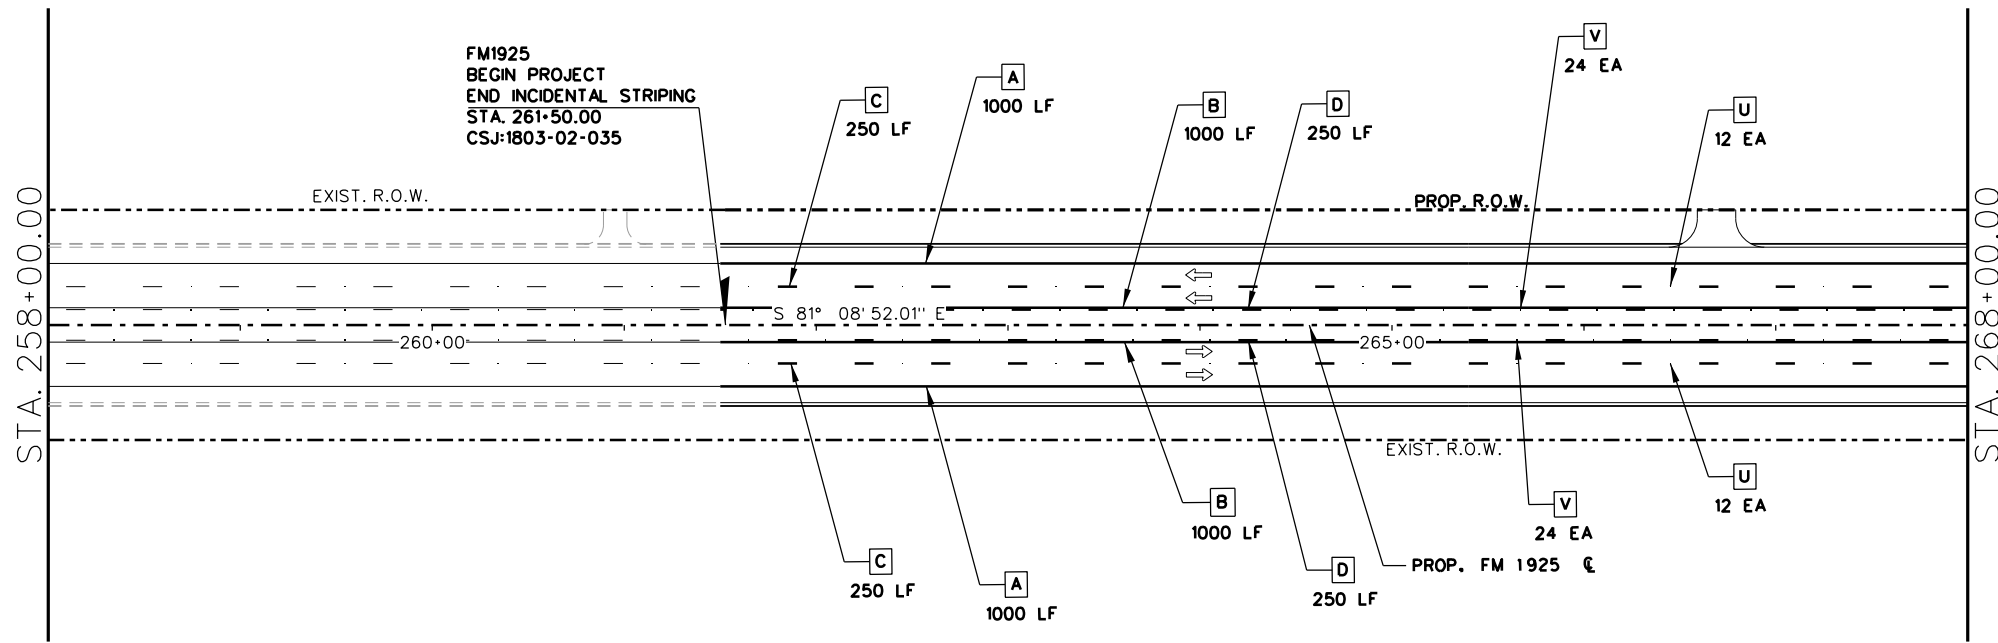 FM1925
BEGIN PROJECT
END INCIDENTAL STRIPING
STA. 261+50.00
CSJ:1803-02-035
C
250 LF
A
1000 LF
B
1000 LF
D
250 LF
V
24 EA
U
12 EA
EXIST. R.O.W.
PROP. R.O.W.
STA. 258+00.00
STA. 268+00.00
S 81° 08' 52.01" E
260+00
265+00
EXIST. R.O.W.
C
250 LF
A
1000 LF
B
1000 LF
D
250 LF
V
24 EA
U
12 EA
PROP. FM 1925 ℄